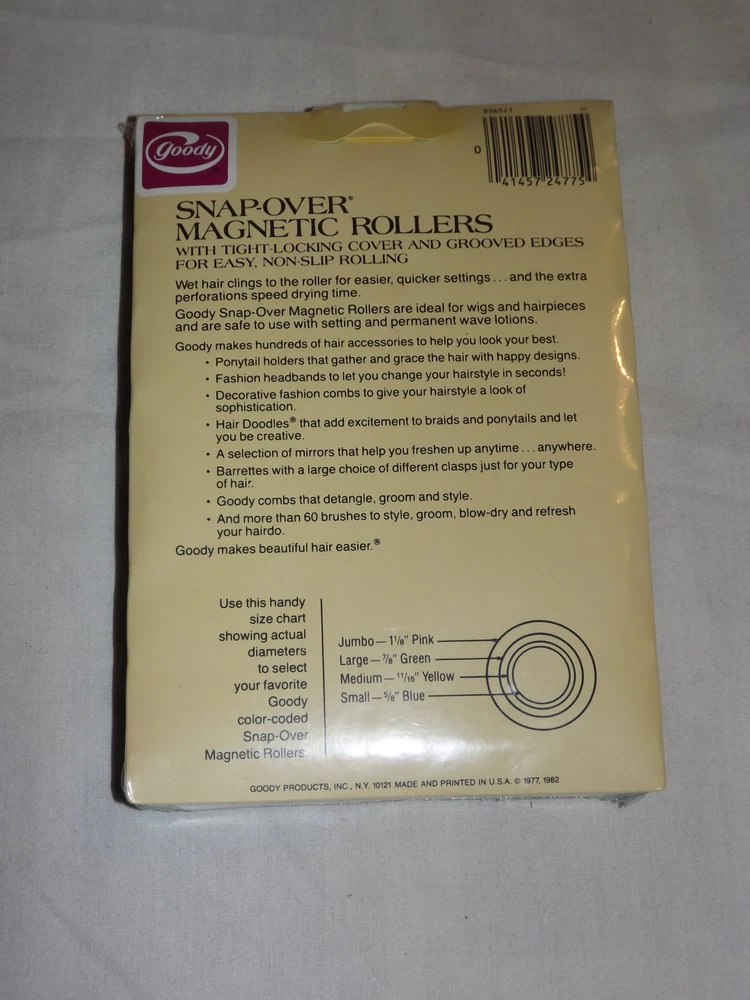 goody
0565/1
0
41457 24775
SNAP-OVER®
MAGNETIC ROLLERS
WITH TIGHT-LOCKING COVER AND GROOVED EDGES
FOR EASY, NON-SLIP ROLLING
Wet hair clings to the roller for easier, quicker settings...and the extra
perforations speed drying time.
Goody Snap-Over Magnetic Rollers are ideal for wigs and hairpieces
and are safe to use with setting and permanent wave lotions.
Goody makes hundreds of hair accessories to help you look your best.
• Ponytail holders that gather and grace the hair with happy designs.
• Fashion headbands to let you change your hairstyle in seconds!
• Decorative fashion combs to give your hairstyle a look of
sophistication.
• Hair Doodles® that add excitement to braids and ponytails and let
you be creative.
• A selection of mirrors that help you freshen up anytime...anywhere.
• Barrettes with a large choice of different clasps just for your type
of hair.
• Goody combs that detangle, groom and style.
• And more than 60 brushes to style, groom, blow-dry and refresh
your hairdo.
Goody makes beautiful hair easier.®
Use this handy
size chart
showing actual
diameters
to select
your favorite
Goody
color-coded
Snap-Over
Magnetic Rollers.
Jumbo—1 1/8" Pink
Large—7/8" Green
Medium—11/16" Yellow
Small—5/8" Blue
GOODY PRODUCTS, INC., N.Y. 10121 MADE AND PRINTED IN U.S.A. © 1977, 1982